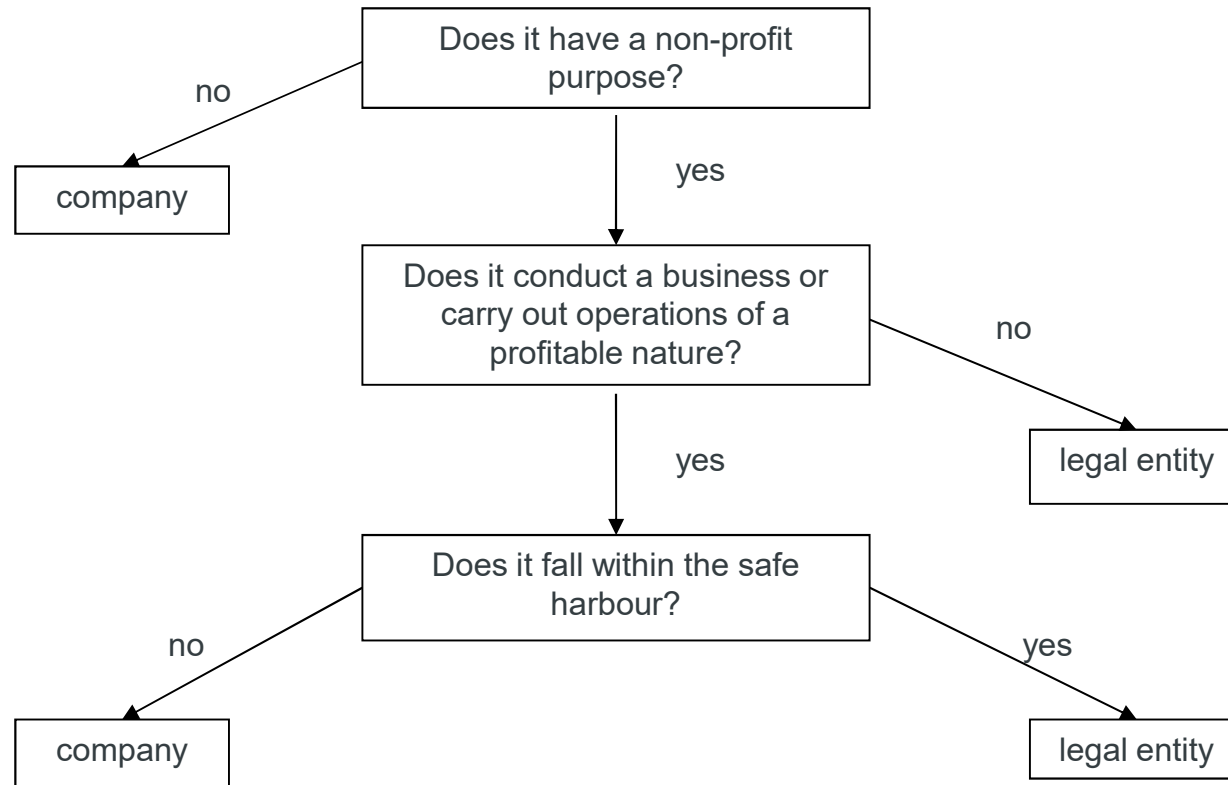 Does it have a non-profit
purpose?
no
yes
company
Does it conduct a business or
carry out operations of a
profitable nature?
no
yes
legal entity
Does it fall within the safe
harbour?
no
yes
company
legal entity